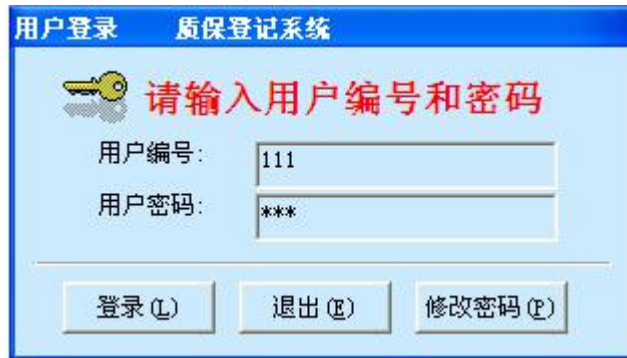 用户登录 质保登记系统
请输入用户编号和密码
用户编号: 111
用户密码: ***
登录(L) 退出(E) 修改密码(P)